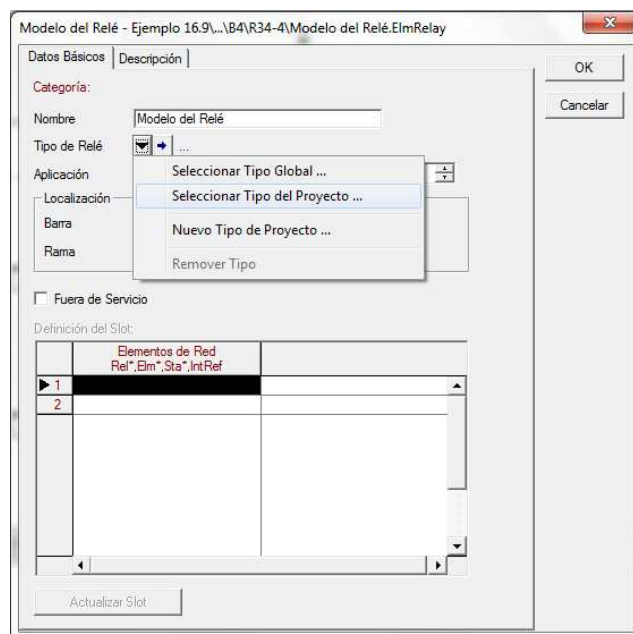 Modelo del Relé - Ejemplo 16.9\...\B4\R34-4\Modelo del Relé.ElmRelay
Datos Básicos
Descripción
OK
Cancelar
Categoría:
Nombre
Modelo del Relé
Tipo de Relé
...
Aplicación
Seleccionar Tipo Global ...
Seleccionar Tipo del Proyecto ...
Nuevo Tipo de Proyecto ...
Remover Tipo
Localización
Barra
Rama
Fuera de Servicio
Definición del Slot:
Elementos de Red
Rel*,Elm*,Sta*,IntRef
1
2
Actualizar Slot